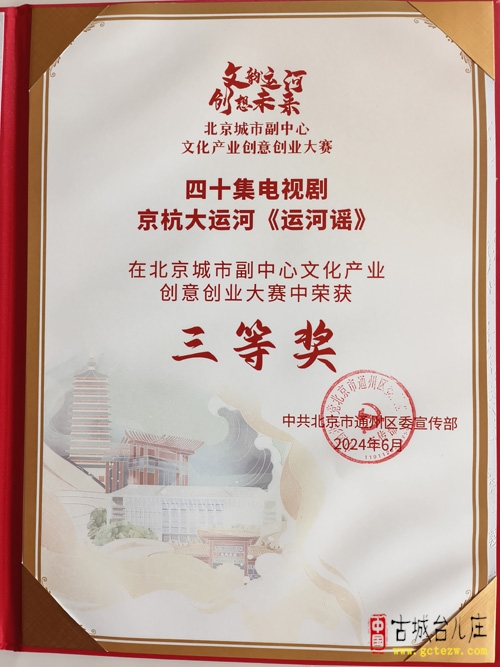 文韵运河
创想未来
北京城市副中心
文化产业创意创业大赛
四十集电视剧
京杭大运河《运河谣》
在北京城市副中心文化产业
创意创业大赛中荣获
三等奖
中共北京市通州区委宣传部
2024年6月
中国 古城台儿庄
www.gctezw.com